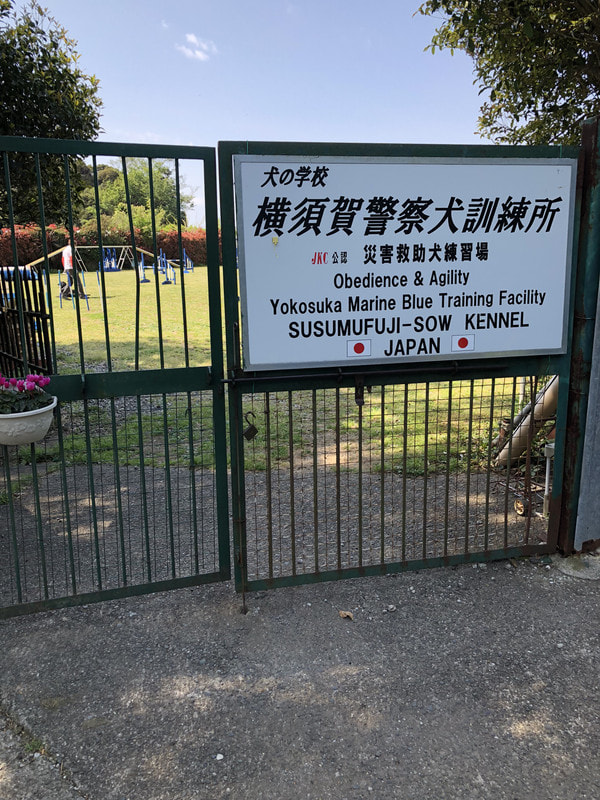 犬の学校
横須賀警察犬訓練所
JKC 公認 災害救助犬練習場
Obedience & Agility
Yokosuka Marine Blue Training Facility
SUSUMUFUJI-SOW KENNEL
JAPAN